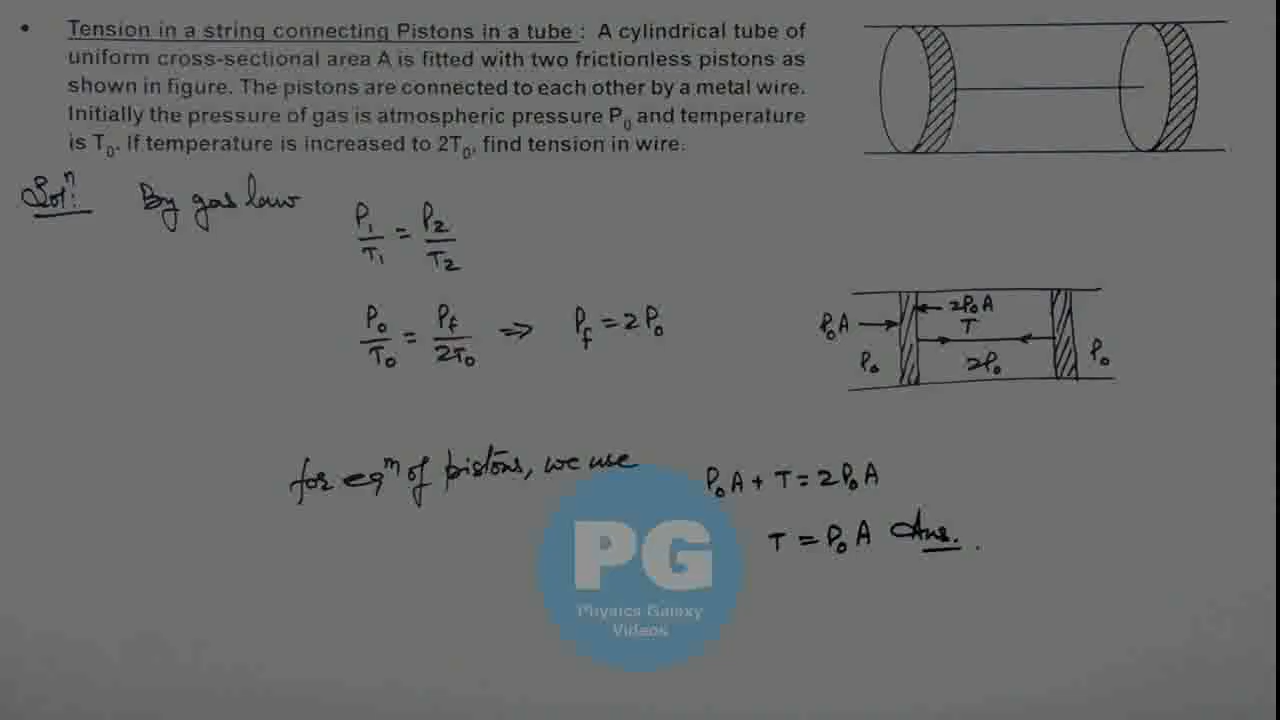 • Tension in a string connecting Pistons in a tube : A cylindrical tube of
uniform cross-sectional area A is fitted with two frictionless pistons as
shown in figure. The pistons are connected to each other by a metal wire.
Initially the pressure of gas is atmospheric pressure P₀ and temperature
is T₀. If temperature is increased to 2T₀, find tension in wire.
Solⁿ: By gas law
P₁/T₁ = P₂/T₂
P₀/T₀ = P_f/2T₀ ⇒ P_f = 2P₀
P₀A 2P₀A
T
P₀ 2P₀ P₀
for eqᵐ of pistons, we use
P₀A + T = 2P₀A
T = P₀A Ans.
PG
Physics Galaxy
Videos